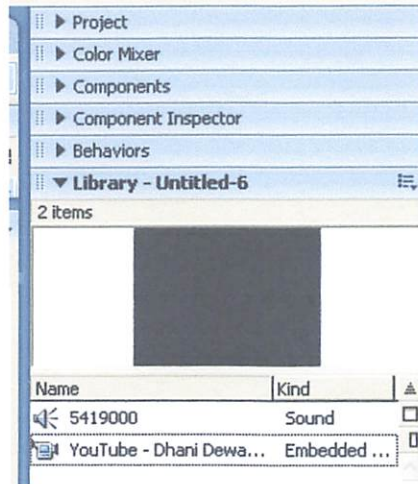 Project
Color Mixer
Components
Component Inspector
Behaviors
Library - Untitled-6
2 items
Name Kind
5419000 Sound
YouTube - Dhani Dewa... Embedded ...